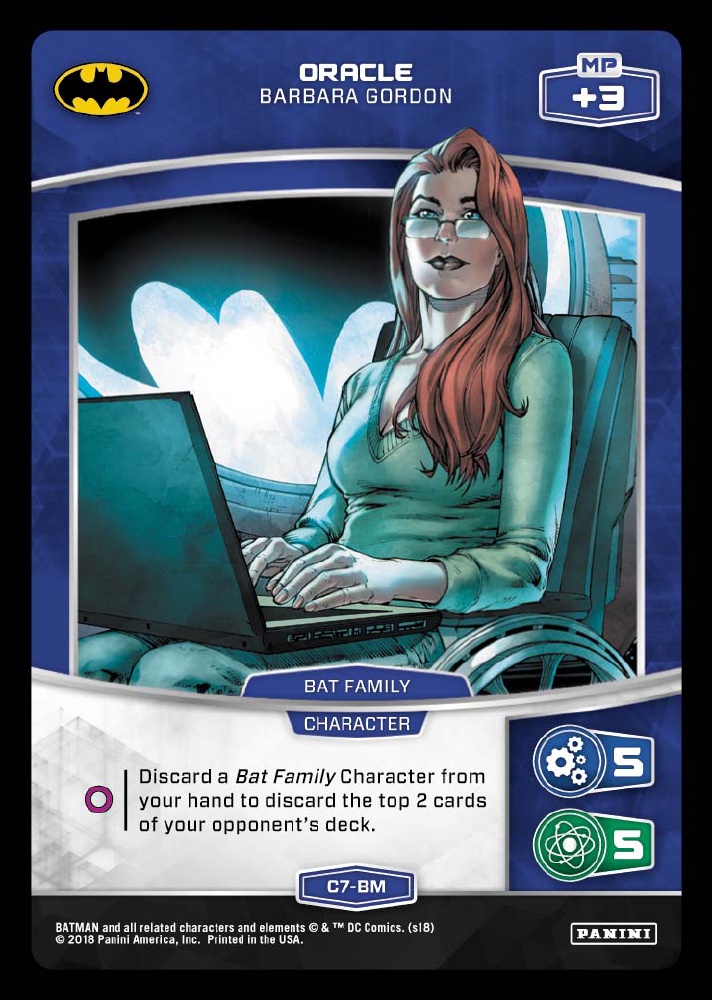 ORACLE
BARBARA GORDON
MP
+3
BAT FAMILY
CHARACTER
Discard a Bat Family Character from
your hand to discard the top 2 cards
of your opponent's deck.
5
5
C7-BM
BATMAN and all related characters and elements © & ™ DC Comics. (s18)
© 2018 Panini America, Inc. Printed in the USA.
PANINI